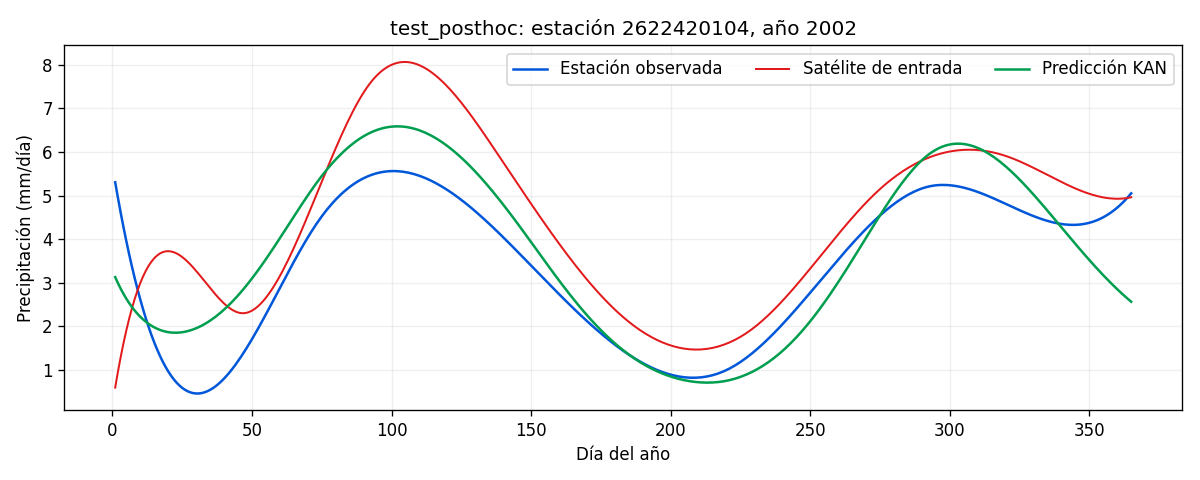 test_posthoc: estación 2622420104, año 2002
Estación observada Satélite de entrada Predicción KAN
Precipitación (mm/día)
8
7
6
5
4
3
2
1
0 50 100 150 200 250 300 350
Día del año